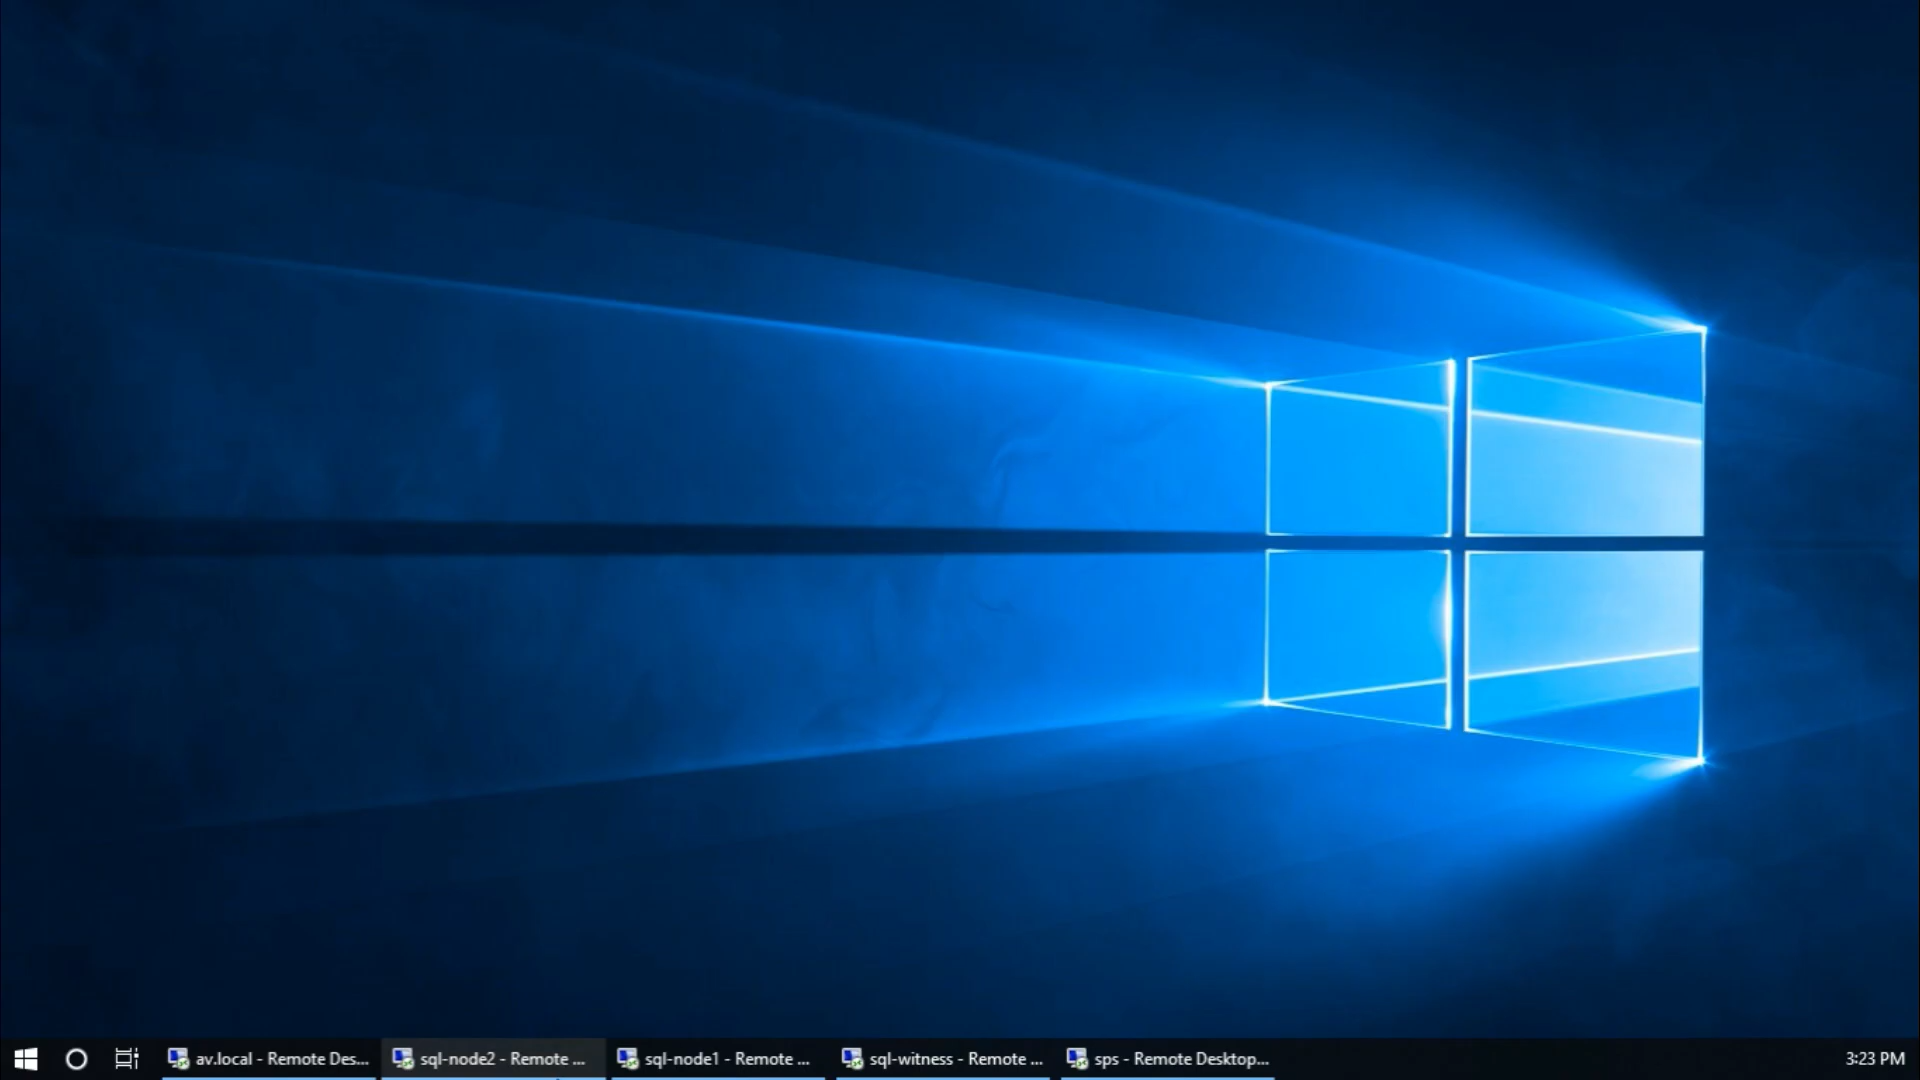 av.local - Remote Des...
sql-node2 - Remote ...
sql-node1 - Remote ...
sql-witness - Remote ...
sps - Remote Desktop...
3:23 PM